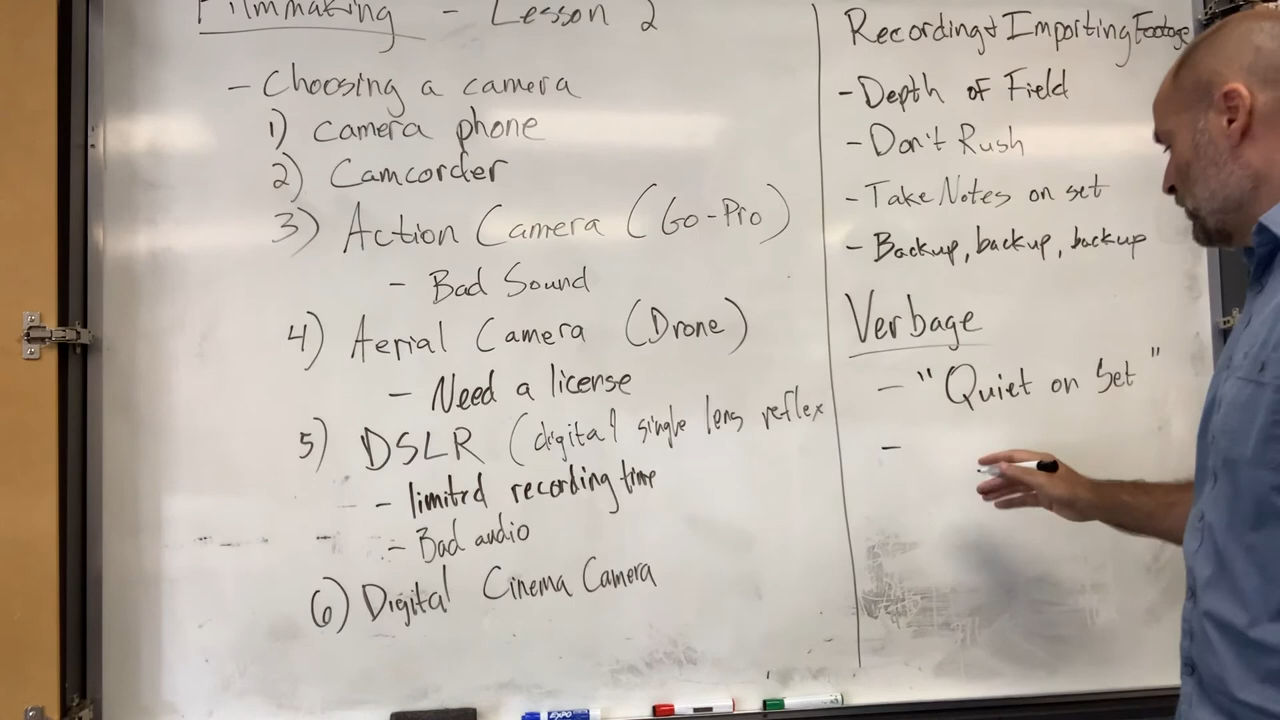 Filmmaking - Lesson 2
- Choosing a camera
1) camera phone
2) Camcorder
3) Action Camera (Go-Pro)
- Bad Sound
4) Aerial Camera (Drone)
- Need a license
5) DSLR (digital single lens reflex
- limited recording time
- Bad audio
6) Digital Cinema Camera
Recording + Importing Footage
- Depth of Field
- Don't Rush
- Take Notes on set
- Backup, backup, backup
Verbage
- "Quiet on Set"
-
EXPO